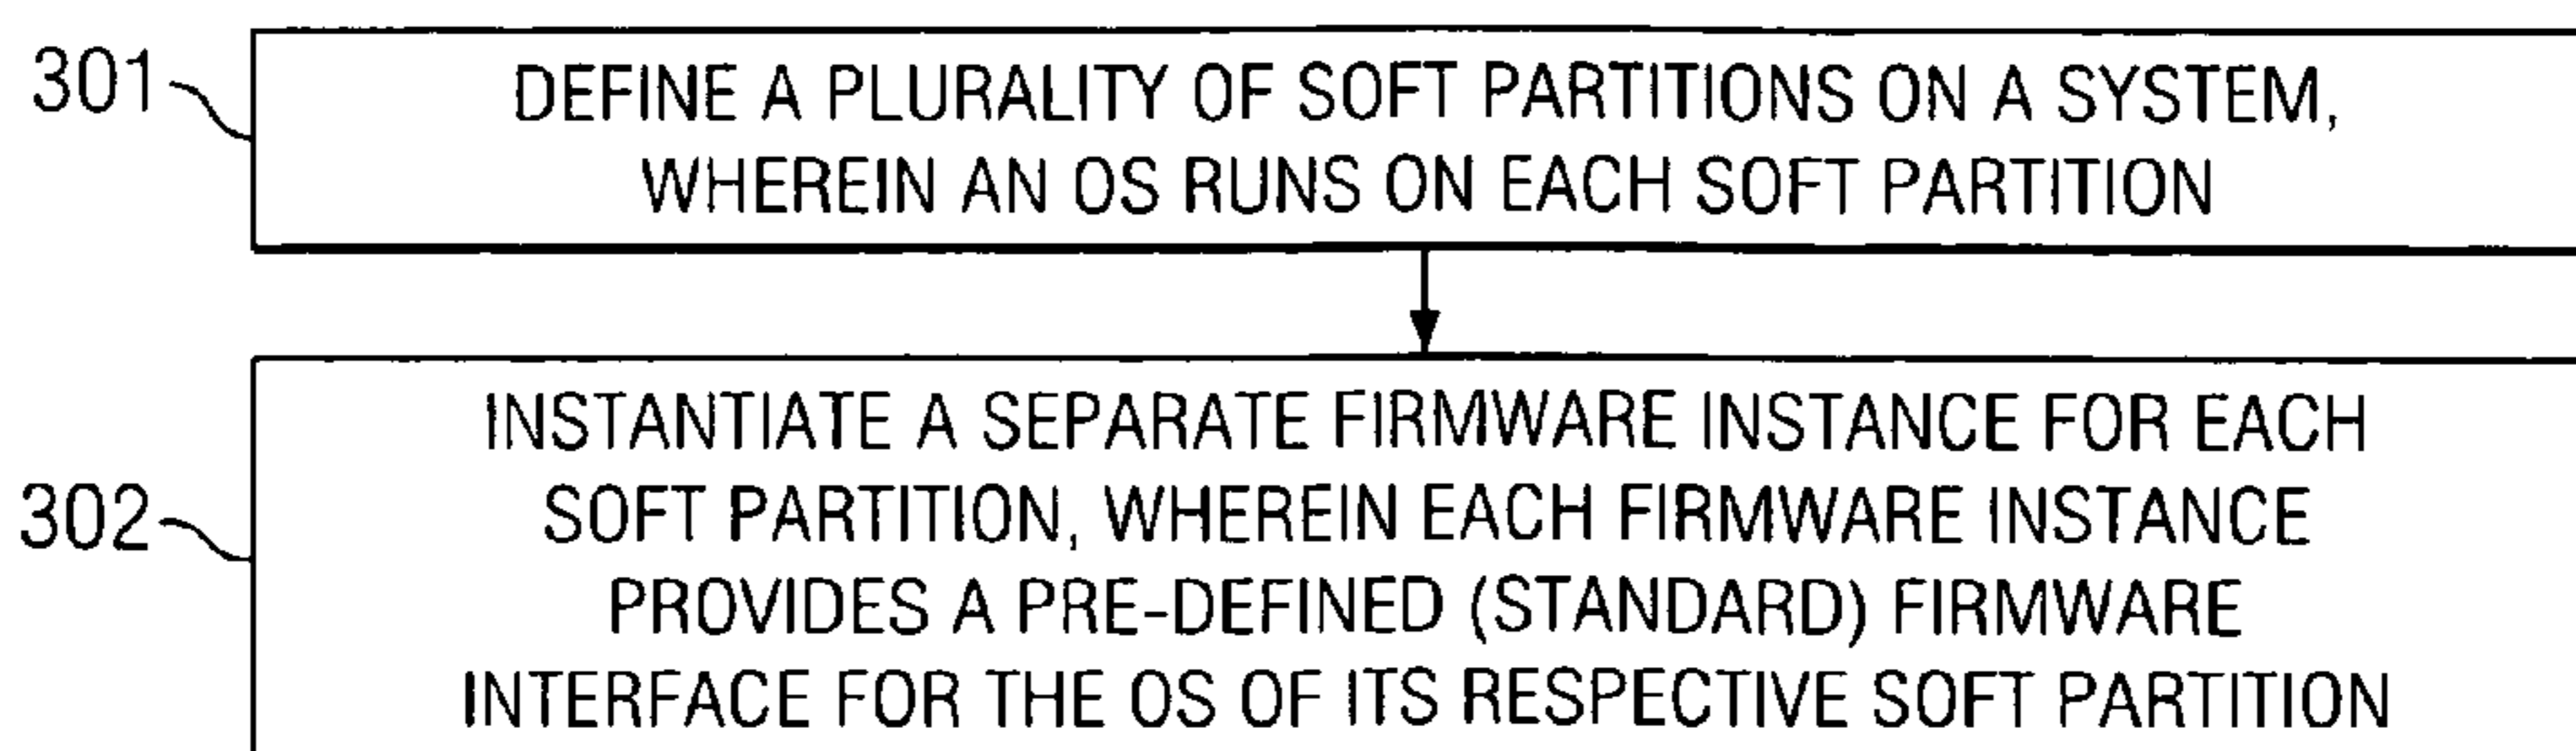 301
DEFINE A PLURALITY OF SOFT PARTITIONS ON A SYSTEM,
WHEREIN AN OS RUNS ON EACH SOFT PARTITION
INSTANTIATE A SEPARATE FIRMWARE INSTANCE FOR EACH
302
SOFT PARTITION, WHEREIN EACH FIRMWARE INSTANCE
PROVIDES A PRE-DEFINED (STANDARD) FIRMWARE
INTERFACE FOR THE OS OF ITS RESPECTIVE SOFT PARTITION